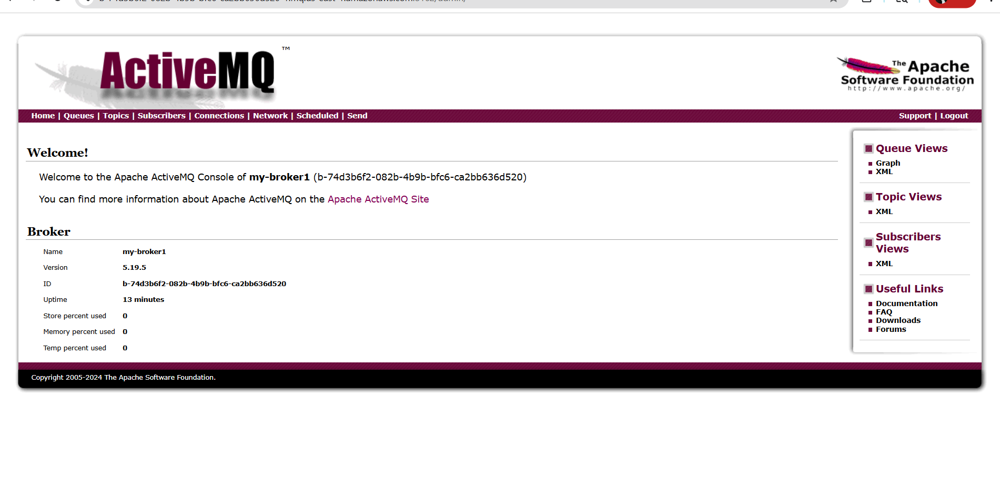 ActiveMQ ™
The Apache
Software Foundation
http://www.apache.org/
Home | Queues | Topics | Subscribers | Connections | Network | Scheduled | Send
Support | Logout
Welcome!
Welcome to the Apache ActiveMQ Console of my-broker1 (b-74d3b6f2-082b-4b9b-bfc6-ca2bb636d520)
You can find more information about Apache ActiveMQ on the Apache ActiveMQ Site
Broker
Name my-broker1
Version 5.19.5
ID b-74d3b6f2-082b-4b9b-bfc6-ca2bb636d520
Uptime 13 minutes
Store percent used 0
Memory percent used 0
Temp percent used 0
Queue Views
Graph
XML
Topic Views
XML
Subscribers
Views
XML
Useful Links
Documentation
FAQ
Downloads
Forums
Copyright 2005-2024 The Apache Software Foundation.